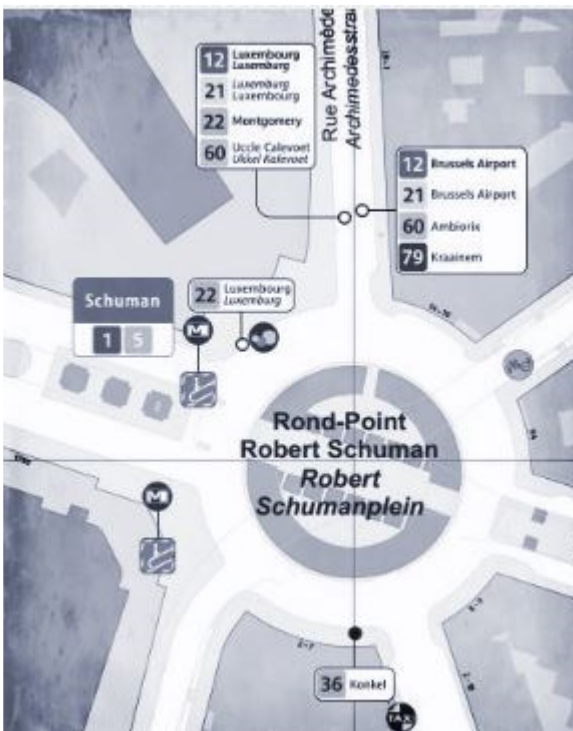 12 Luxembourg
Luxemburg
21 Luxemburg
Luxembourg
22 Montgomery
60 Uccle Calevoet
Ukkel Kalevoet
Rue Archimède
Archimedesstraat
12 Brussels Airport
21 Brussels Airport
60 Ambiorix
79 Kraainem
Schuman
1 5
M
22 Luxembourg
Luxemburg
Rond-Point
Robert Schuman
Robert
Schumanplein
M
36 Konkel
TAXI